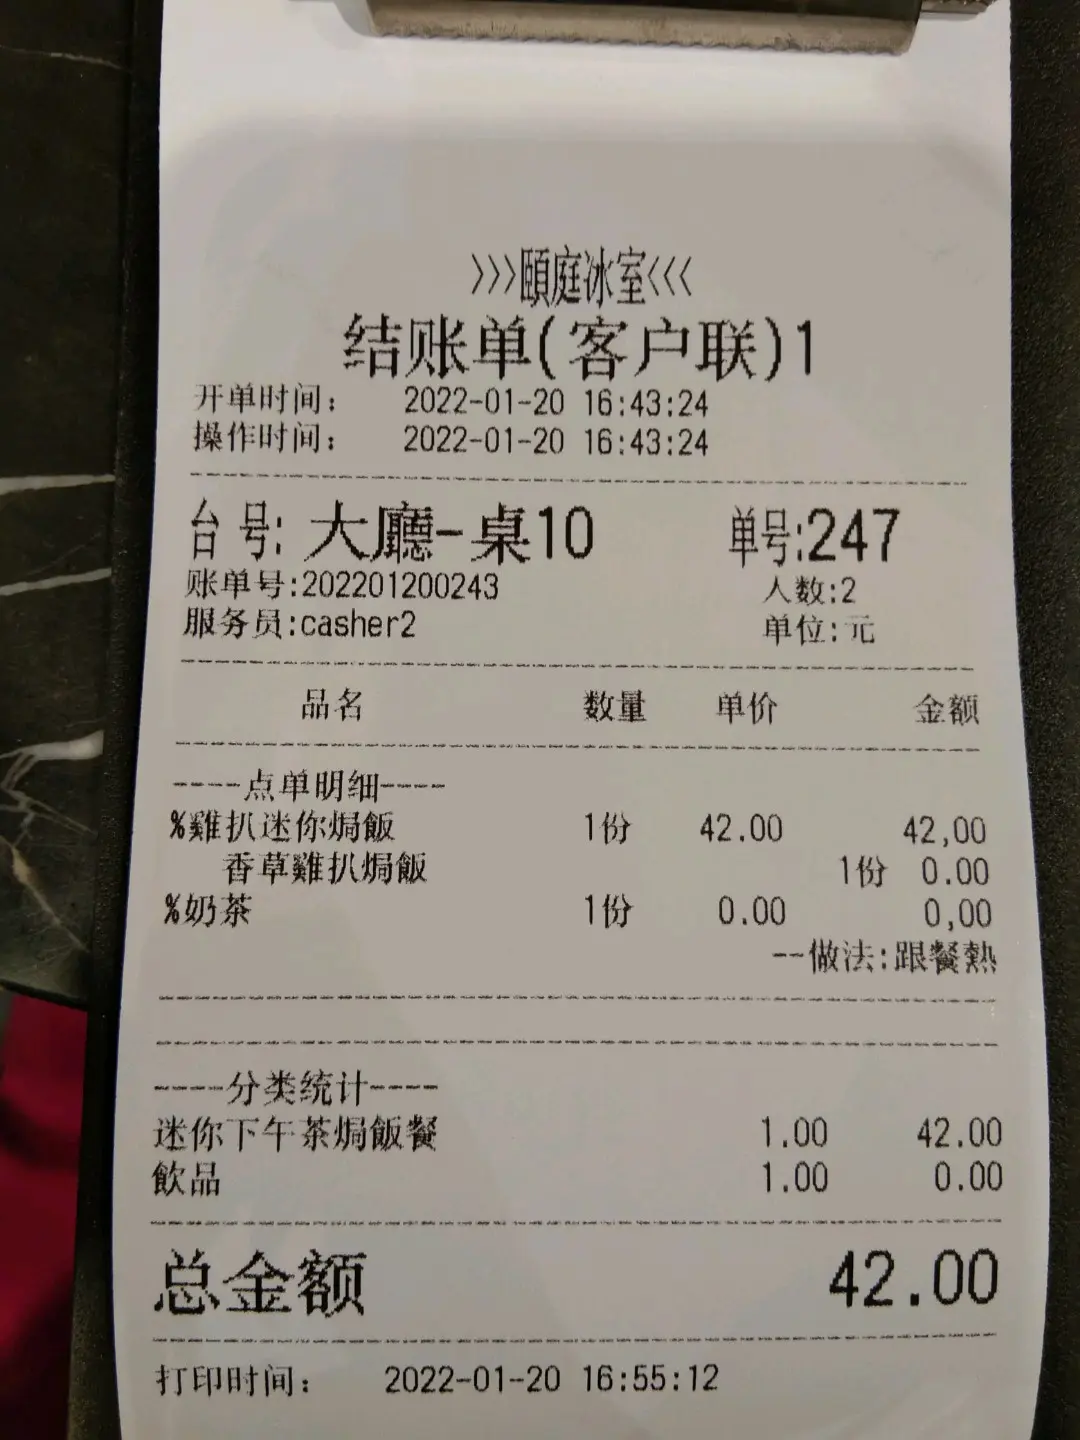 >>>頤庭冰室<<<
结账单(客户联)1
开单时间: 2022-01-20 16:43:24
操作时间: 2022-01-20 16:43:24
台 号: 大廳-桌10 单号:247
账单号:202201200243 人数:2
服务员:casher2 单位:元
品名 数量 单价 金额
----点单明细----
%雞扒迷你焗飯 1份 42.00 42,00
香草雞扒焗飯 1份 0.00
%奶茶 1份 0.00 0,00
--做法:跟餐熱
----分类统计----
迷你下午茶焗飯餐 1.00 42.00
飲品 1.00 0.00
总金额 42.00
打印时间: 2022-01-20 16:55:12